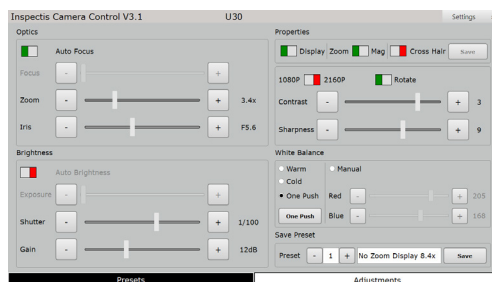 Inspectis Camera Control V3.1 U30 Settings
Optics
Auto Focus
Focus - +
Zoom - + 3.4x
Iris - + F5.6
Brightness
Auto Brightness
Exposure - +
Shutter - + 1/100
Gain - + 12dB
Properties
Display Zoom Mag Cross Hair Save
1080P 2160P Rotate
Contrast - + 3
Sharpness - + 9
White Balance
Warm Manual
Cold
One Push Red - + 205
One Push Blue - + 168
Save Preset
Preset - 1 + No Zoom Display 8.4x Save
Presets Adjustments